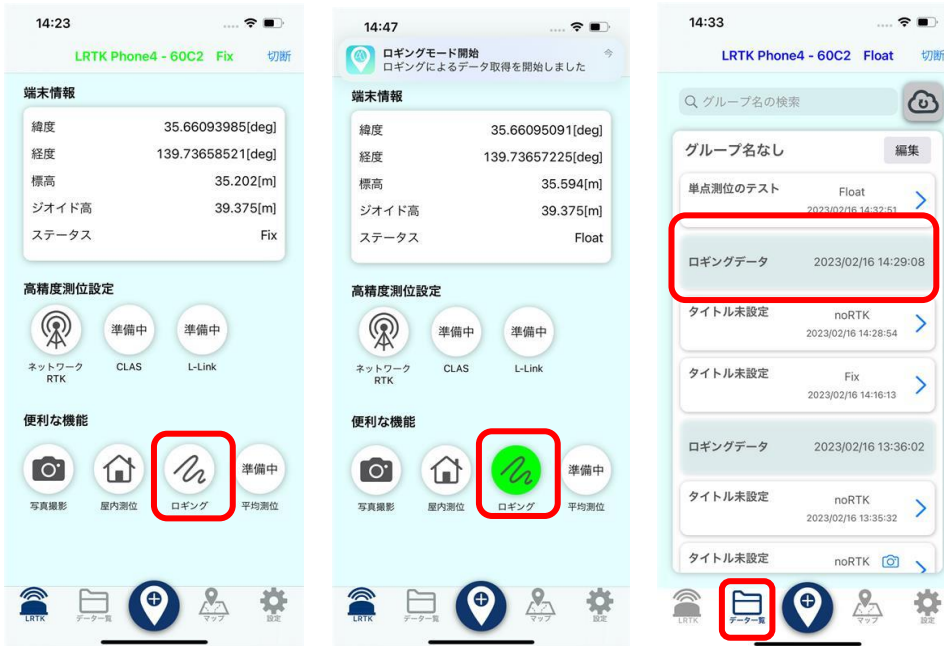 14:23
LRTK Phone4 - 60C2 Fix 切断
端末情報
緯度 35.66093985[deg]
経度 139.73658521[deg]
標高 35.202[m]
ジオイド高 39.375[m]
ステータス Fix
高精度測位設定
準備中 準備中
ネットワーク RTK CLAS L-Link
便利な機能
準備中
写真撮影 屋内測位 ロギング 平均測位
LRTK データ一覧 マップ 設定
14:47
ロギングモード開始 今
ロギングによるデータ取得を開始しました
端末情報
緯度 35.66095091[deg]
経度 139.73657225[deg]
標高 35.594[m]
ジオイド高 39.375[m]
ステータス Float
高精度測位設定
準備中 準備中
ネットワーク RTK CLAS L-Link
便利な機能
準備中
写真撮影 屋内測位 ロギング 平均測位
LRTK データ一覧 マップ 設定
14:33
LRTK Phone4 - 60C2 Float 切断
グループ名の検索
グループ名なし 編集
単点測位のテスト Float
2023/02/16 14:32:51
ロギングデータ 2023/02/16 14:29:08
タイトル未設定 noRTK
2023/02/16 14:28:54
タイトル未設定 Fix
2023/02/16 14:16:13
ロギングデータ 2023/02/16 13:36:02
タイトル未設定 noRTK
2023/02/16 13:35:32
タイトル未設定 noRTK
LRTK データ一覧 マップ 設定